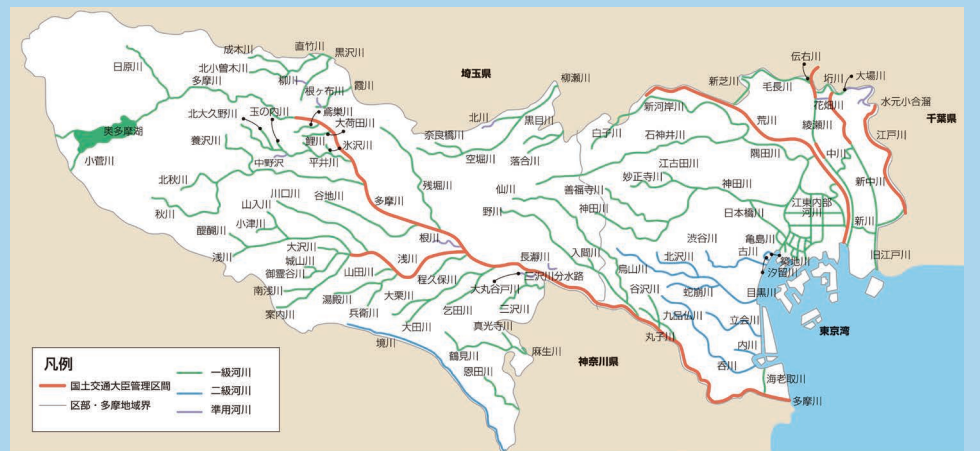 日原川
成木川
直竹川
黒沢川
北小曽木川
多摩川
柳川
根ヶ布川
霞川
北大久野川
玉の内川
鳶巣川
大荷田川
鯉川
氷沢川
養沢川
奥多摩湖
小菅川
中野沢
平井川
北秋川
秋川
川口川
谷地川
多摩川
残堀川
山入川
小津川
醍醐川
浅川
大沢川
城山川
御霊谷川
南浅川
案内川
山田川
湯殿川
兵衛川
浅川
程久保川
大栗川
大田川
乞田川
根川
境川
鶴見川
恩田川
真光寺川
麻生川
三沢川
大丸谷戸川
三沢川分水路
長瀬川
埼玉県
柳瀬川
北川
奈良橋川
空堀川
黒目川
落合川
白子川
仙川
野川
入間川
新河岸川
石神井川
江古田川
妙正寺川
善福寺川
神田川
神田川
日本橋川
新芝川
毛長川
伝右川
圦川
大場川
花畑川
水元小合溜
綾瀬川
荒川
隅田川
中川
新中川
江戸川
千葉県
江東内部
河川
新川
旧江戸川
亀島川
築地川
汐留川
古川
渋谷川
目黒川
北沢川
烏山川
蛇崩川
谷沢川
九品仏川
丸子川
立会川
内川
呑川
海老取川
多摩川
東京湾
神奈川県
凡例
国土交通大臣管理区間
区部・多摩地域界
一級河川
二級河川
準用河川